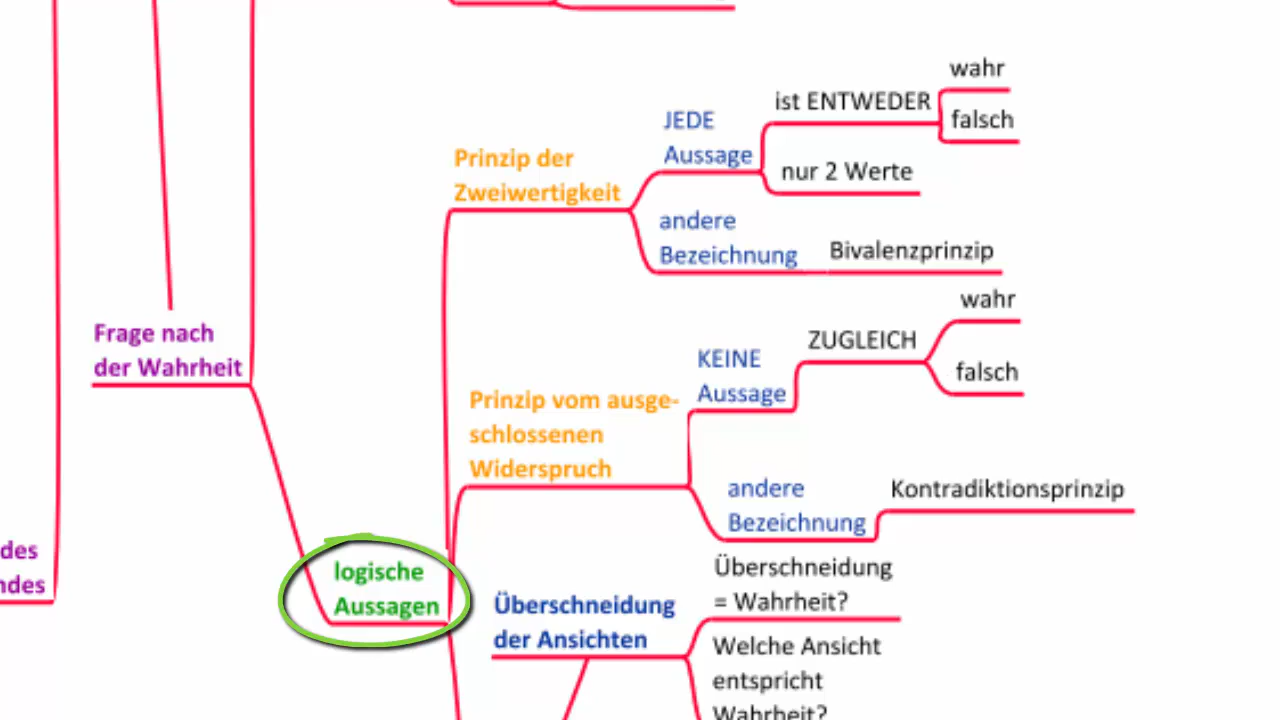 wahr
ist ENTWEDER
falsch
JEDE
Aussage
nur 2 Werte
Prinzip der
Zweiwertigkeit
andere
Bezeichnung
Bivalenzprinzip
wahr
ZUGLEICH
falsch
KEINE
Aussage
Prinzip vom ausge-
schlossenen
Widerspruch
andere
Bezeichnung
Kontradiktionsprinzip
Frage nach
der Wahrheit
des
ndes
logische
Aussagen
Überschneidung
der Ansichten
Überschneidung
= Wahrheit?
Welche Ansicht
entspricht
Wahrheit?